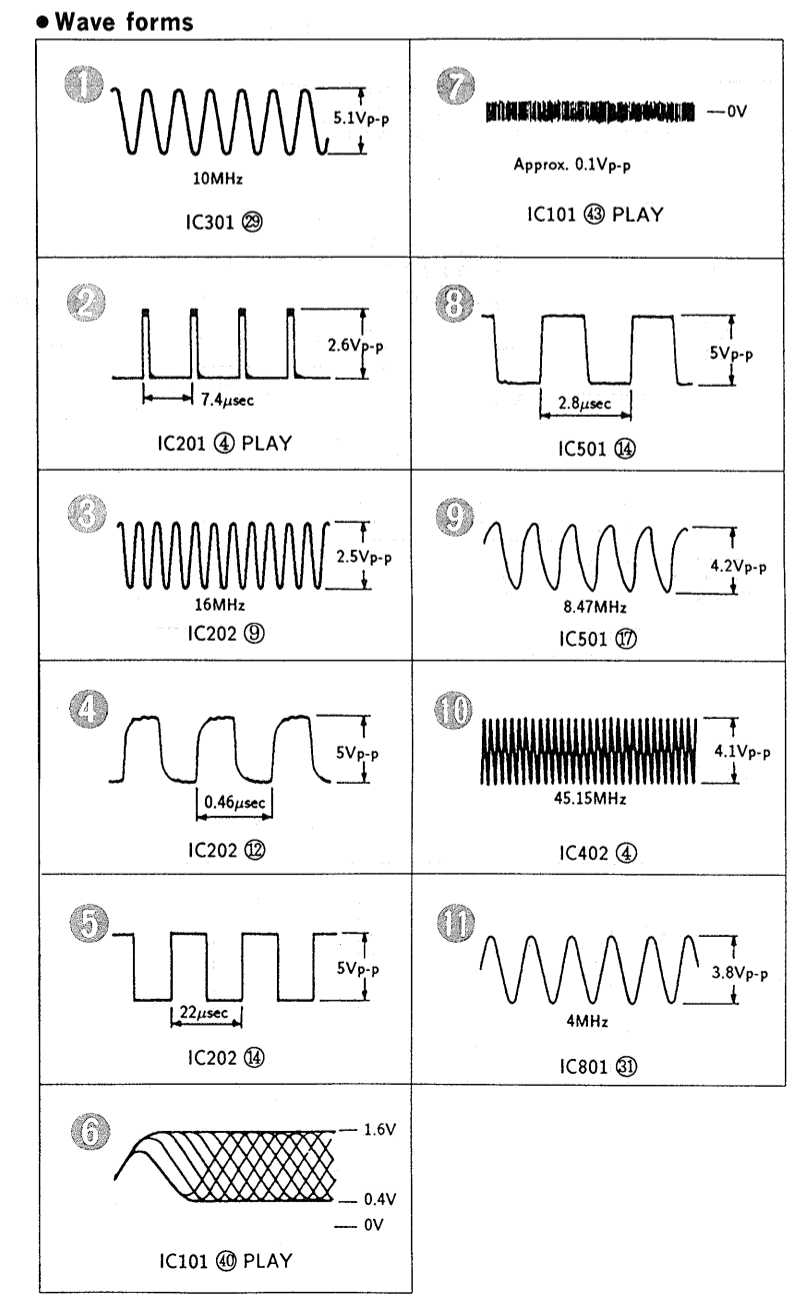 ● Wave forms
1
5.1Vp-p
10MHz
IC301 ㉙
2
2.6Vp-p
7.4μsec
IC201 ④ PLAY
3
2.5Vp-p
16MHz
IC202 ⑨
4
5Vp-p
0.46μsec
IC202 ⑫
5
5Vp-p
22μsec
IC202 ⑭
6
1.6V
0.4V
0V
IC101 ㊵ PLAY
7
0V
Approx. 0.1Vp-p
IC101 ㊸ PLAY
8
5Vp-p
2.8μsec
IC501 ⑭
9
4.2Vp-p
8.47MHz
IC501 ⑰
10
4.1Vp-p
45.15MHz
IC402 ④
11
3.8Vp-p
4MHz
IC801 ㉛